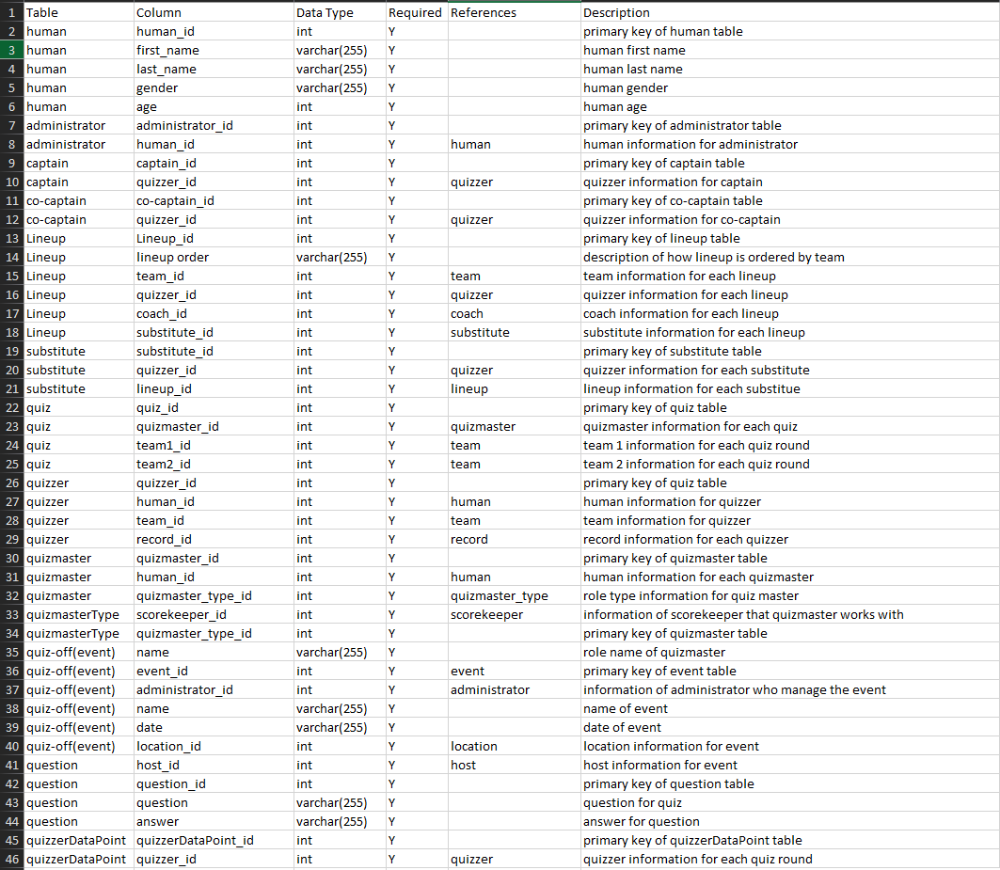 1 Table Column Data Type Required References Description
2 human human_id int Y primary key of human table
3 human first_name varchar(255) Y human first name
4 human last_name varchar(255) Y human last name
5 human gender varchar(255) Y human gender
6 human age int Y human age
7 administrator administrator_id int Y primary key of administrator table
8 administrator human_id int Y human human information for administrator
9 captain captain_id int Y primary key of captain table
10 captain quizzer_id int Y quizzer quizzer information for captain
11 co-captain co-captain_id int Y primary key of co-captain table
12 co-captain quizzer_id int Y quizzer quizzer information for co-captain
13 Lineup Lineup_id int Y primary key of lineup table
14 Lineup lineup order varchar(255) Y description of how lineup is ordered by team
15 Lineup team_id int Y team team information for each lineup
16 Lineup quizzer_id int Y quizzer quizzer information for each lineup
17 Lineup coach_id int Y coach coach information for each lineup
18 Lineup substitute_id int Y substitute substitute information for each lineup
19 substitute substitute_id int Y primary key of substitute table
20 substitute quizzer_id int Y quizzer quizzer information for each substitute
21 substitute lineup_id int Y lineup lineup information for each substitue
22 quiz quiz_id int Y primary key of quiz table
23 quiz quizmaster_id int Y quizmaster quizmaster information for each quiz
24 quiz team1_id int Y team team 1 information for each quiz round
25 quiz team2_id int Y team team 2 information for each quiz round
26 quizzer quizzer_id int Y primary key of quiz table
27 quizzer human_id int Y human human information for quizzer
28 quizzer team_id int Y team team information for quizzer
29 quizzer record_id int Y record record information for each quizzer
30 quizmaster quizmaster_id int Y primary key of quizmaster table
31 quizmaster human_id int Y human human information for each quizmaster
32 quizmaster quizmaster_type_id int Y quizmaster_type role type information for quiz master
33 quizmasterType scorekeeper_id int Y scorekeeper information of scorekeeper that quizmaster works with
34 quizmasterType quizmaster_type_id int Y primary key of quizmaster table
35 quiz-off(event) name varchar(255) Y role name of quizmaster
36 quiz-off(event) event_id int Y event primary key of event table
37 quiz-off(event) administrator_id int Y administrator information of administrator who manage the event
38 quiz-off(event) name varchar(255) Y name of event
39 quiz-off(event) date varchar(255) Y date of event
40 quiz-off(event) location_id int Y location location information for event
41 question host_id int Y host host information for event
42 question question_id int Y primary key of question table
43 question question varchar(255) Y question for quiz
44 question answer varchar(255) Y answer for question
45 quizzerDataPoint quizzerDataPoint_id int Y primary key of quizzerDataPoint table
46 quizzerDataPoint quizzer_id int Y quizzer quizzer information for each quiz round